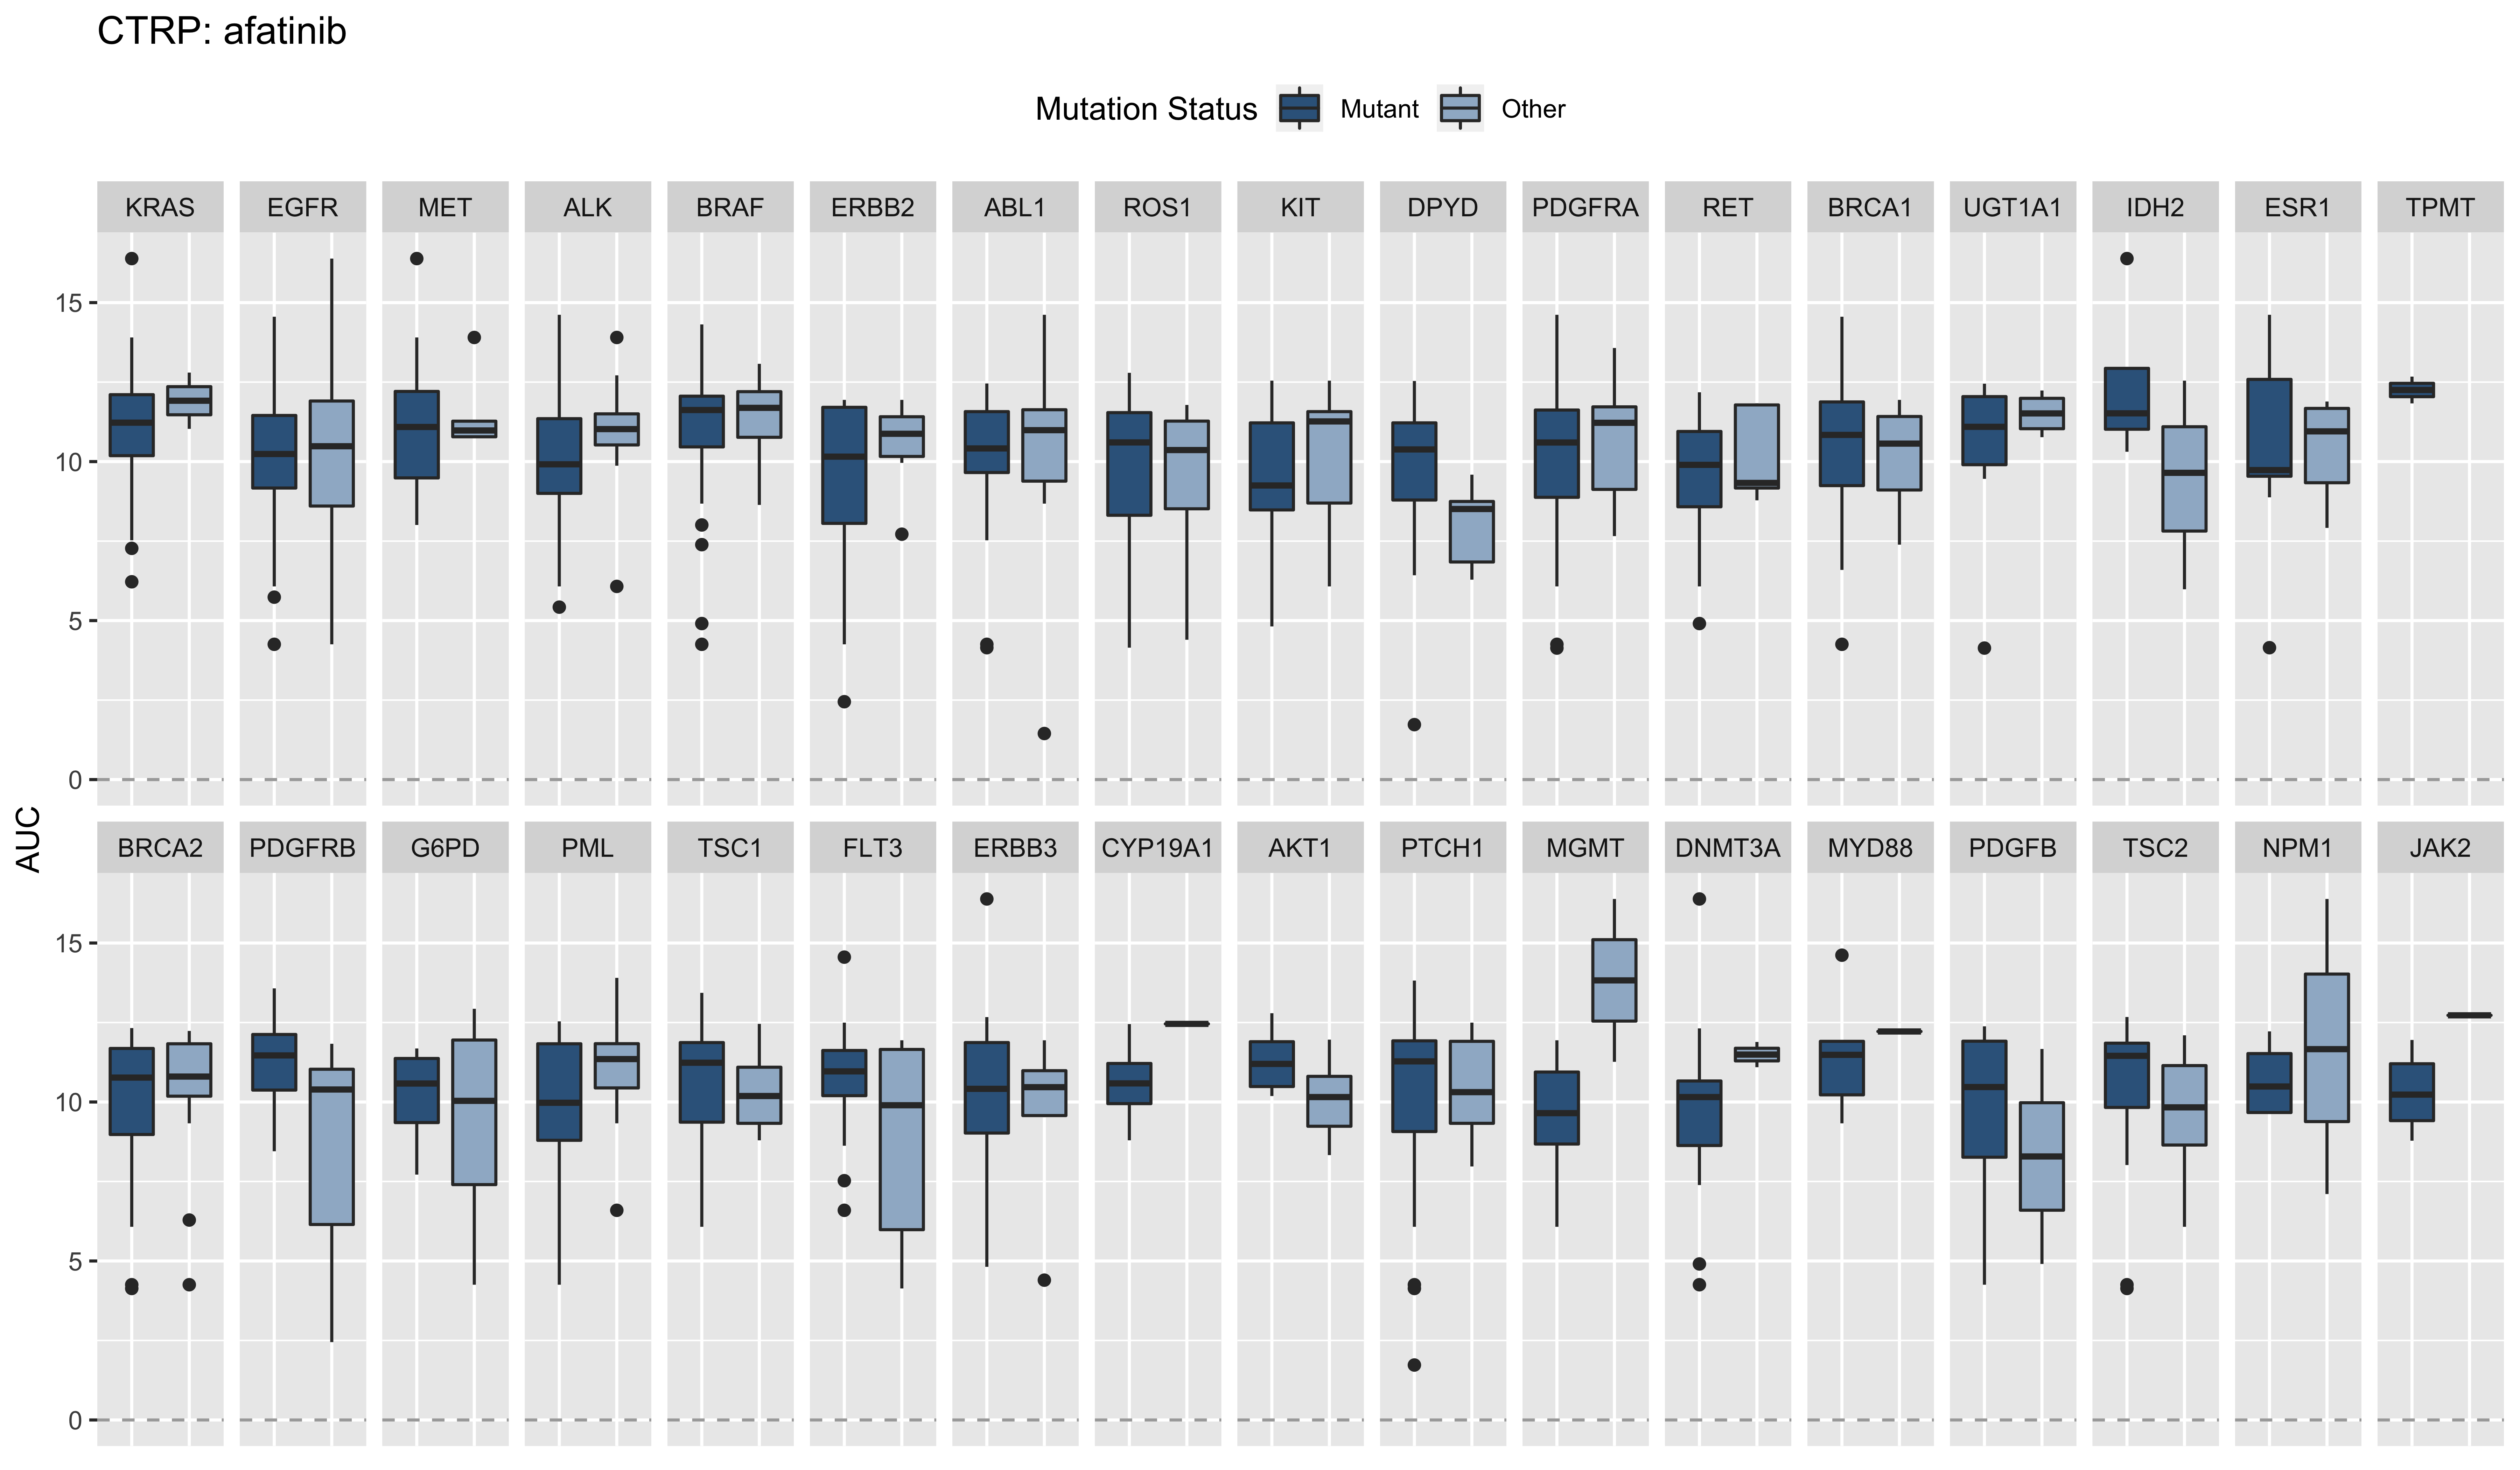 CTRP: afatinib
Mutation Status Mutant Other
KRAS EGFR MET ALK BRAF ERBB2 ABL1 ROS1 KIT DPYD PDGFRA RET BRCA1 UGT1A1 IDH2 ESR1 TPMT
15
10
5
0
AUC
BRCA2 PDGFRB G6PD PML TSC1 FLT3 ERBB3 CYP19A1 AKT1 PTCH1 MGMT DNMT3A MYD88 PDGFB TSC2 NPM1 JAK2
15
10
5
0